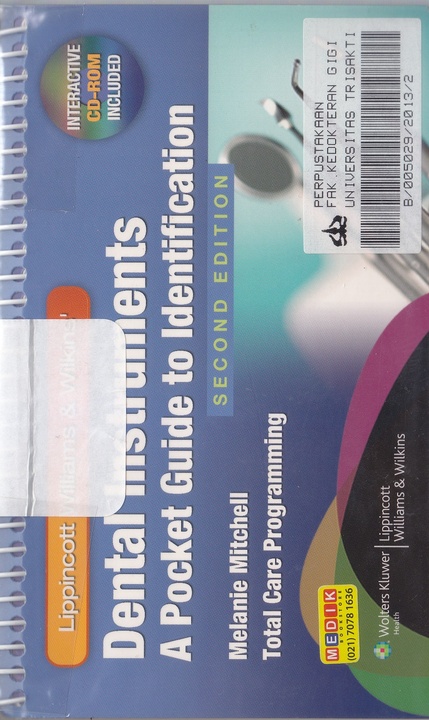 INTERACTIVE
CD-ROM
INCLUDED
Lippincott Williams & Wilkins'
Dental Instruments
A Pocket Guide to Identification
SECOND EDITION
Melanie Mitchell
Total Care Programming
PERPUSTAKAAN
FAK.KEDOKTERAN GIGI
UNIVERSITAS TRISAKTI
B/005029/2013/2
MEDIK
BOOKSTORE
(021) 7078 1636
Wolters Kluwer
Health
Lippincott
Williams & Wilkins